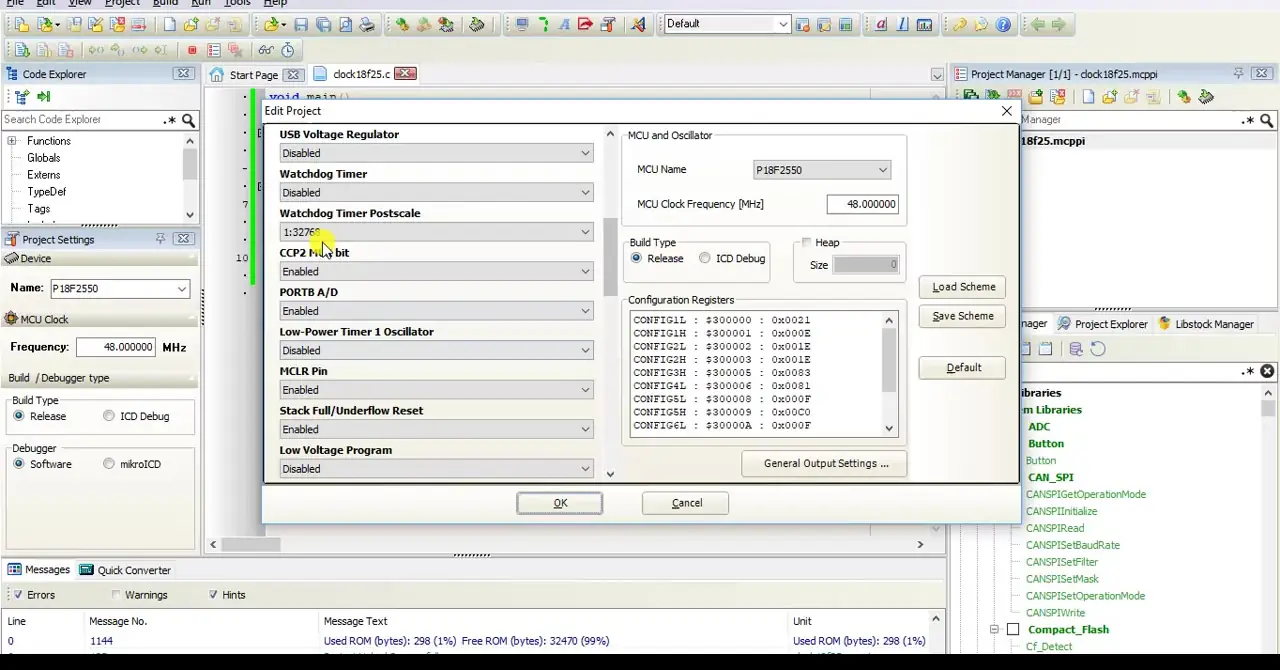 File Edit View Project Build Run Tools Help
Default
Code Explorer
Start Page
clock18f25.c
Project Manager [1/1] - clock18f25.mcppi
Search Code Explorer
void main()
Manager
Functions
Globals
Externs
TypeDef
Tags
18f25.mcppi
Edit Project
USB Voltage Regulator
Disabled
Watchdog Timer
Disabled
Watchdog Timer Postscale
1:32768
CCP2 MUX bit
Enabled
PORTB A/D
Enabled
Low-Power Timer 1 Oscillator
Disabled
MCLR Pin
Enabled
Stack Full/Underflow Reset
Enabled
Low Voltage Program
Disabled
MCU and Oscillator
MCU Name P18F2550
MCU Clock Frequency [MHz] 48.000000
Build Type
Release ICD Debug
Heap
Size 0
Configuration Registers
CONFIG1L : $300000 : 0x0021
CONFIG1H : $300001 : 0x000E
CONFIG2L : $300002 : 0x001E
CONFIG2H : $300003 : 0x001E
CONFIG3H : $300005 : 0x0083
CONFIG4L : $300006 : 0x0081
CONFIG5L : $300008 : 0x000F
CONFIG5H : $300009 : 0x00C0
CONFIG6L : $30000A : 0x000F
Load Scheme
Save Scheme
Default
General Output Settings ...
OK Cancel
7
10
Project Settings
Device
Name: P18F2550
MCU Clock
Frequency: 48.000000 MHz
Build / Debugger type
Build Type
Release ICD Debug
Debugger
Software mikroICD
nager Project Explorer Libstock Manager
ibraries
m Libraries
ADC
Button
Button
CAN_SPI
CANSPIGetOperationMode
CANSPIInitialize
CANSPIRead
CANSPISetBaudRate
CANSPISetFilter
CANSPISetMask
CANSPISetOperationMode
CANSPIWrite
Compact_Flash
Cf_Detect
Messages Quick Converter
Errors Warnings Hints
Line Message No. Message Text Unit
0 1144 Used ROM (bytes): 298 (1%) Free ROM (bytes): 32470 (99%) Used ROM (bytes): 298 (1%)